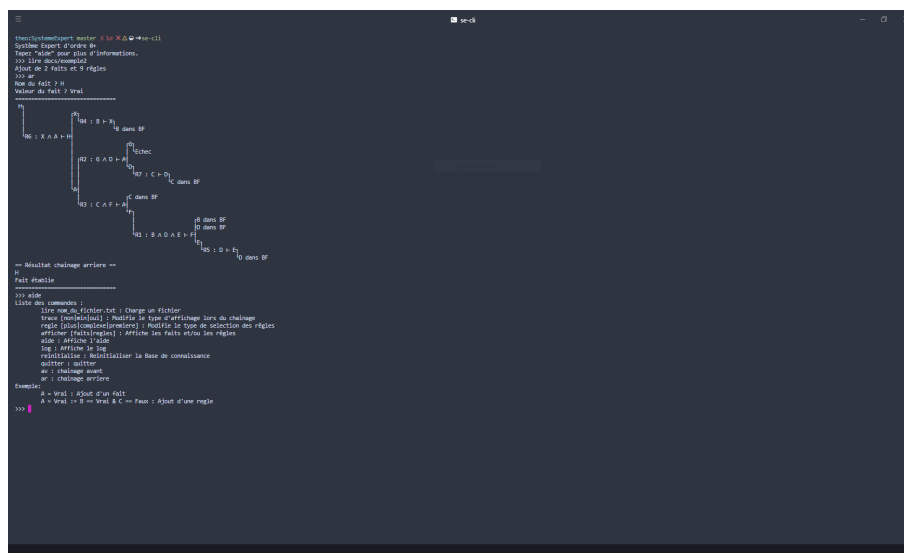 se-cli
theo:SystemeExpert master se-cli
Système Expert d'ordre 0+
Tapez "aide" pour plus d'informations.
>>> lire docs/exemple2
Ajout de 2 faits et 9 règles
>>> ar
Nom du fait ? H
Valeur du fait ? Vrai
==============================
H
X
R4 : B ⊢ X
B dans BF
R6 : X ∧ A ⊢ H
G
Echec
R2 : G ∧ D ⊢ A
D
R7 : C ⊢ D
C dans BF
A
C dans BF
R3 : C ∧ F ⊢ A
F
B dans BF
D dans BF
R1 : B ∧ D ∧ E ⊢ F
E
R5 : D ⊢ E
D dans BF
== Résultat chainage arriere ==
H
Fait établie
==============================
>>> aide
Liste des commandes :
lire nom_du_fichier.txt : Charge un fichier
trace [non|min|oui] : Modifie le type d'affichage lors du chainage
regle [plus|complexe|premiere] : Modifie le type de selection des règles
afficher [faits|regles] : Affiche les faits et/ou les règles
aide : Affiche l'aide
log : Affiche le log
reinitialise : Reinitialiser la Base de connaissance
quitter : quitter
av : chainage avant
ar : chainage arriere
Exemple:
A = Vrai : Ajout d'un fait
A = Vrai := B == Vrai & C == Faux : Ajout d'une regle
>>>